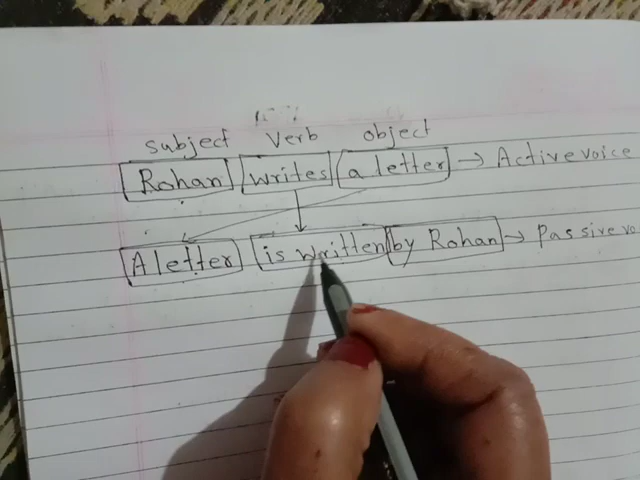 subject Verb object
Rohan writes a letter → Active voice
A letter is written by Rohan → Passive vo